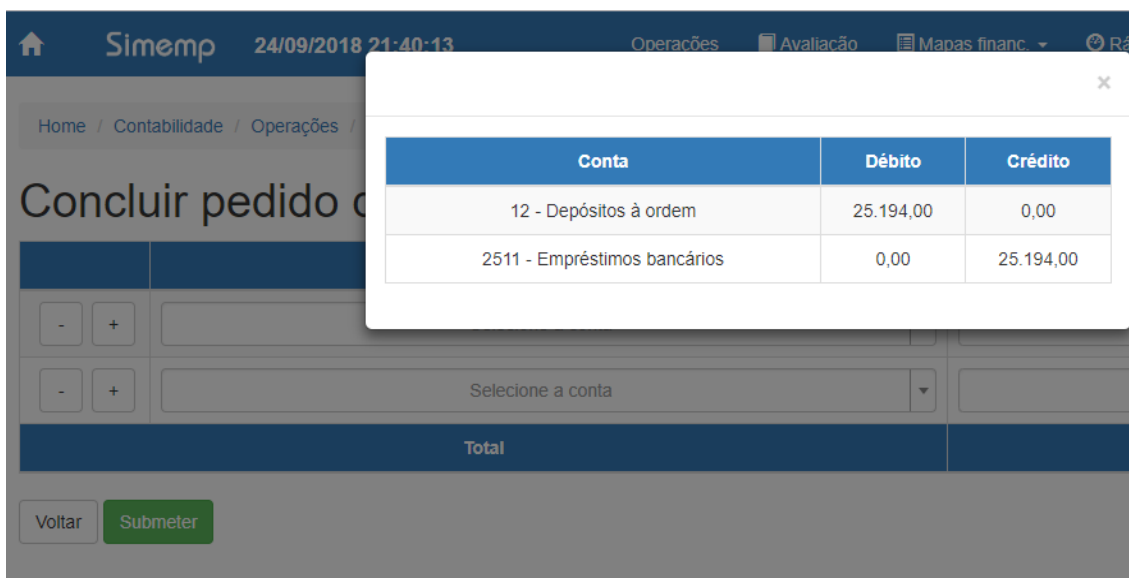 Simemp 24/09/2018 21:40:13 Operações Avaliação Mapas financ. Rá
×
Home / Contabilidade / Operações /
Conta Débito Crédito
12 - Depósitos à ordem 25.194,00 0,00
2511 - Empréstimos bancários 0,00 25.194,00
Concluir pedido
- +
- + Selecione a conta
Total
Voltar Submeter